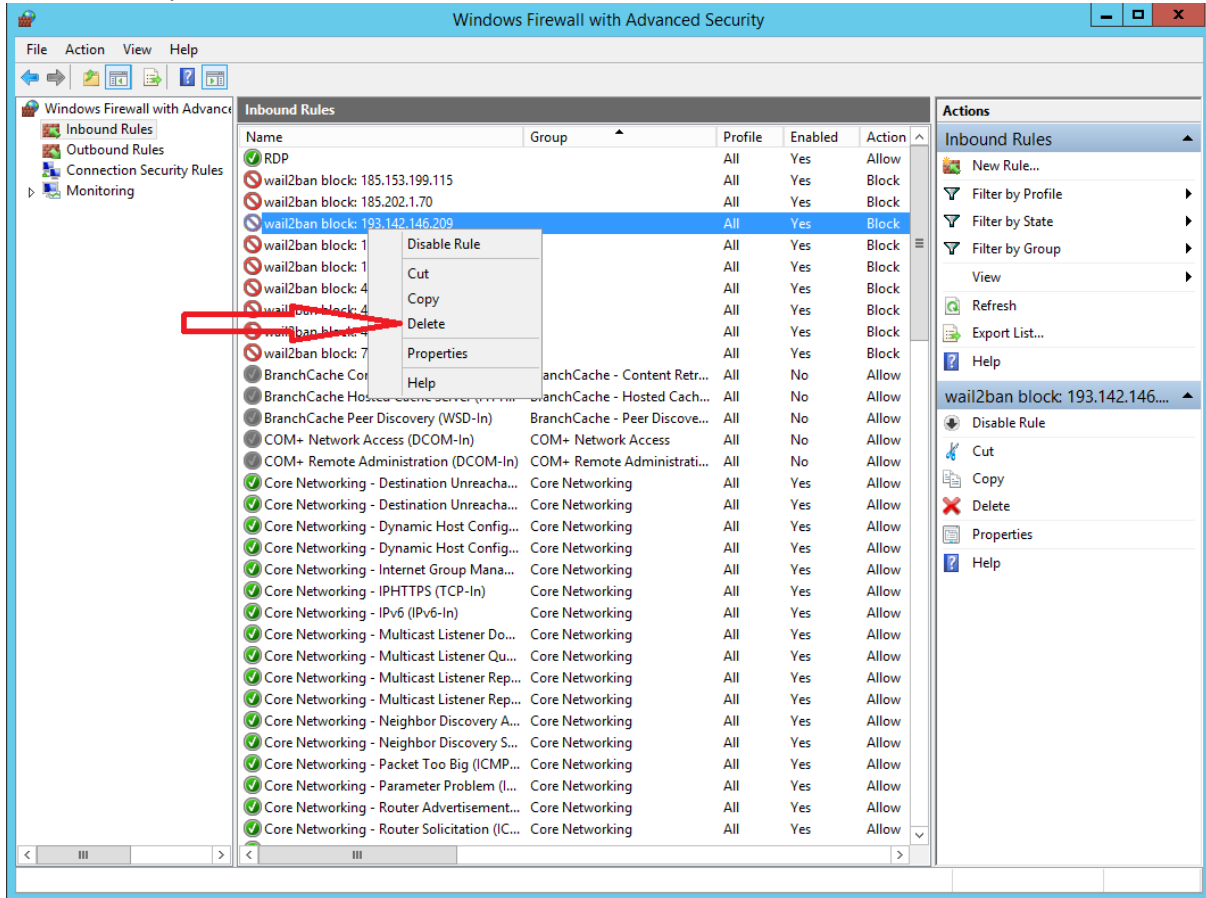 Windows Firewall with Advanced Security
File Action View Help
Windows Firewall with Advance
Inbound Rules
Outbound Rules
Connection Security Rules
Monitoring
Inbound Rules
Name Group Profile Enabled Action
RDP All Yes Allow
wail2ban block: 185.153.199.115 All Yes Block
wail2ban block: 185.202.1.70 All Yes Block
wail2ban block: 193.142.146.209 All Yes Block
wail2ban block: 1 All Yes Block
wail2ban block: 1 All Yes Block
wail2ban block: 4 All Yes Block
wail2ban block: 4 All Yes Block
wail2ban block: 4 All Yes Block
wail2ban block: 7 All Yes Block
BranchCache Con anchCache - Content Retr... All No Allow
BranchCache Hosted Cache Server (HTT... BranchCache - Hosted Cach... All No Allow
BranchCache Peer Discovery (WSD-In) BranchCache - Peer Discove... All No Allow
COM+ Network Access (DCOM-In) COM+ Network Access All No Allow
COM+ Remote Administration (DCOM-In) COM+ Remote Administrati... All No Allow
Core Networking - Destination Unreacha... Core Networking All Yes Allow
Core Networking - Destination Unreacha... Core Networking All Yes Allow
Core Networking - Dynamic Host Config... Core Networking All Yes Allow
Core Networking - Dynamic Host Config... Core Networking All Yes Allow
Core Networking - Internet Group Mana... Core Networking All Yes Allow
Core Networking - IPHTTPS (TCP-In) Core Networking All Yes Allow
Core Networking - IPv6 (IPv6-In) Core Networking All Yes Allow
Core Networking - Multicast Listener Do... Core Networking All Yes Allow
Core Networking - Multicast Listener Qu... Core Networking All Yes Allow
Core Networking - Multicast Listener Rep... Core Networking All Yes Allow
Core Networking - Multicast Listener Rep... Core Networking All Yes Allow
Core Networking - Neighbor Discovery A... Core Networking All Yes Allow
Core Networking - Neighbor Discovery S... Core Networking All Yes Allow
Core Networking - Packet Too Big (ICMP... Core Networking All Yes Allow
Core Networking - Parameter Problem (I... Core Networking All Yes Allow
Core Networking - Router Advertisement... Core Networking All Yes Allow
Core Networking - Router Solicitation (IC... Core Networking All Yes Allow
Disable Rule
Cut
Copy
Delete
Properties
Help
Actions
Inbound Rules
New Rule...
Filter by Profile
Filter by State
Filter by Group
View
Refresh
Export List...
Help
wail2ban block: 193.142.146....
Disable Rule
Cut
Copy
Delete
Properties
Help